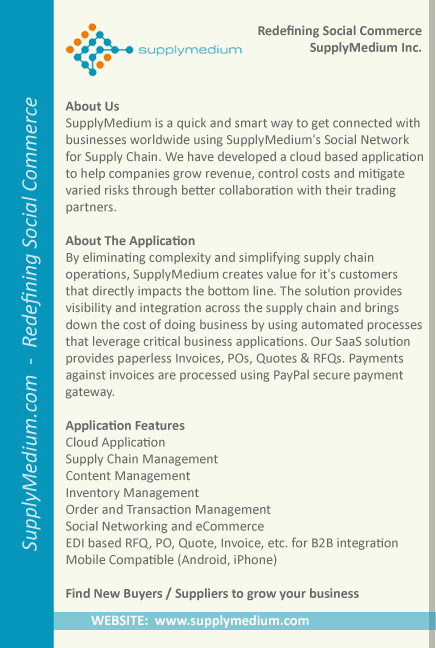 Redefining Social Commerce
SupplyMedium Inc.
supplymedium
SupplyMedium.com - Redefining Social Commerce
About Us
SupplyMedium is a quick and smart way to get connected with
businesses worldwide using SupplyMedium's Social Network
for Supply Chain. We have developed a cloud based application
to help companies grow revenue, control costs and mitigate
varied risks through better collaboration with their trading
partners.
About The Application
By eliminating complexity and simplifying supply chain
operations, SupplyMedium creates value for it's customers
that directly impacts the bottom line. The solution provides
visibility and integration across the supply chain and brings
down the cost of doing business by using automated processes
that leverage critical business applications. Our SaaS solution
provides paperless Invoices, POs, Quotes & RFQs. Payments
against invoices are processed using PayPal secure payment
gateway.
Application Features
Cloud Application
Supply Chain Management
Content Management
Inventory Management
Order and Transaction Management
Social Networking and eCommerce
EDI based RFQ, PO, Quote, Invoice, etc. for B2B integration
Mobile Compatible (Android, iPhone)
Find New Buyers / Suppliers to grow your business
WEBSITE: www.supplymedium.com